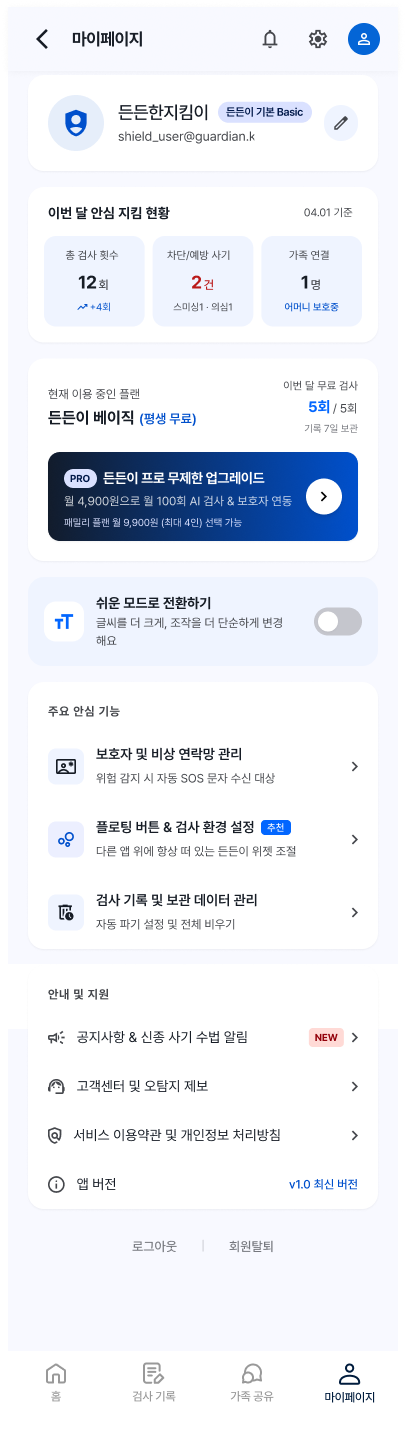 마이페이지
든든한지킴이 든든이 기본 Basic
shield_user@guardian.k
이번 달 안심 지킴 현황 04.01 기준
총 검사 횟수
12회
+4회
차단/예방 사기
2건
스미싱1 · 의심1
가족 연결
1명
어머니 보호중
현재 이용 중인 플랜
든든이 베이직 (평생 무료)
이번 달 무료 검사
5회 / 5회
기록 7일 보관
PRO 든든이 프로 무제한 업그레이드
월 4,900원으로 월 100회 AI 검사 & 보호자 연동
패밀리 플랜 월 9,900원 (최대 4인) 선택 가능
쉬운 모드로 전환하기
글씨를 더 크게, 조작을 더 단순하게 변경
해요
주요 안심 기능
보호자 및 비상 연락망 관리
위험 감지 시 자동 SOS 문자 수신 대상
플로팅 버튼 & 검사 환경 설정 추천
다른 앱 위에 항상 떠 있는 든든이 위젯 조절
검사 기록 및 보관 데이터 관리
자동 파기 설정 및 전체 비우기
안내 및 지원
공지사항 & 신종 사기 수법 알림 NEW
고객센터 및 오탐지 제보
서비스 이용약관 및 개인정보 처리방침
앱 버전 v1.0 최신 버전
로그아웃 | 회원탈퇴
홈 검사 기록 가족 공유 마이페이지